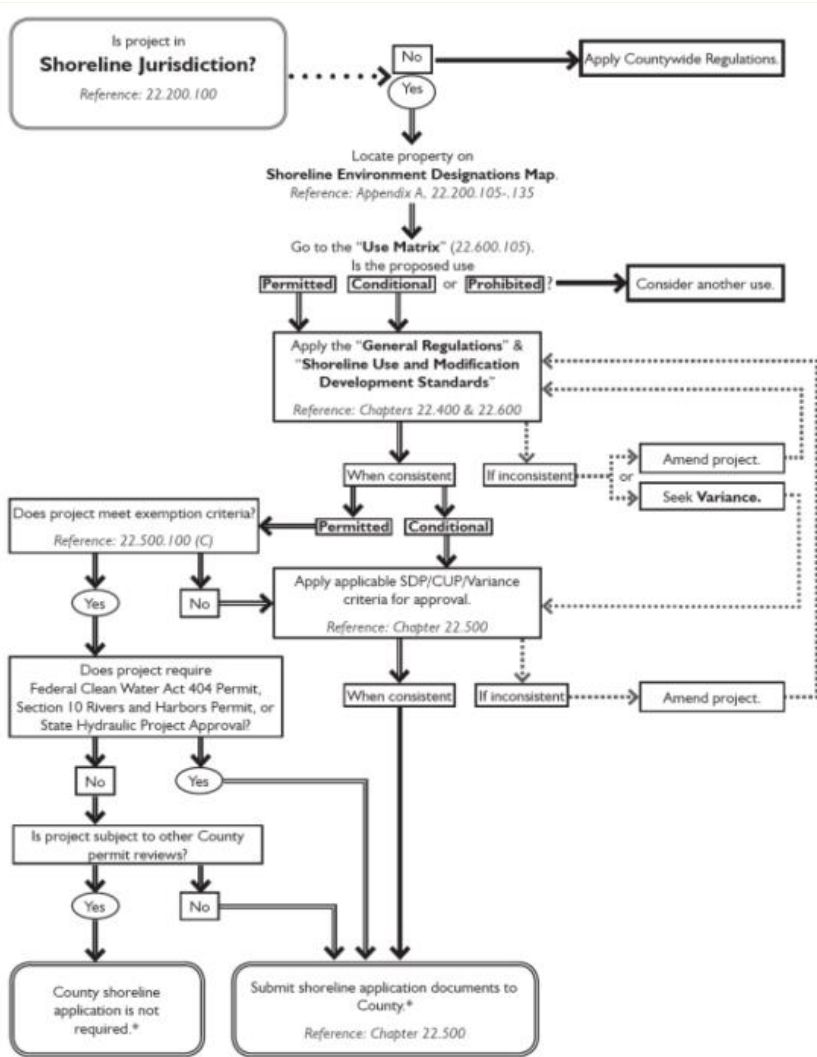 Is project in
Shoreline Jurisdiction?
Reference: 22.200.100
No
Yes
Apply Countywide Regulations.
Locate property on
Shoreline Environment Designations Map.
Reference: Appendix A, 22.200.105-.135
Go to the "Use Matrix" (22.600.105).
Is the proposed use
Permitted Conditional or Prohibited ?
Consider another use.
Apply the "General Regulations" &
"Shoreline Use and Modification
Development Standards"
Reference: Chapters 22.400 & 22.600
When consistent
If inconsistent
or
Amend project.
Seek Variance.
Permitted
Conditional
Does project meet exemption criteria?
Reference: 22.500.100 (C)
Yes
No
Apply applicable SDP/CUP/Variance
criteria for approval.
Reference: Chapter 22.500
When consistent
If inconsistent
Amend project.
Does project require
Federal Clean Water Act 404 Permit,
Section 10 Rivers and Harbors Permit, or
State Hydraulic Project Approval?
No
Yes
Is project subject to other County
permit reviews?
Yes
No
County shoreline
application is not
required.*
Submit shoreline application documents to
County.*
Reference: Chapter 22.500